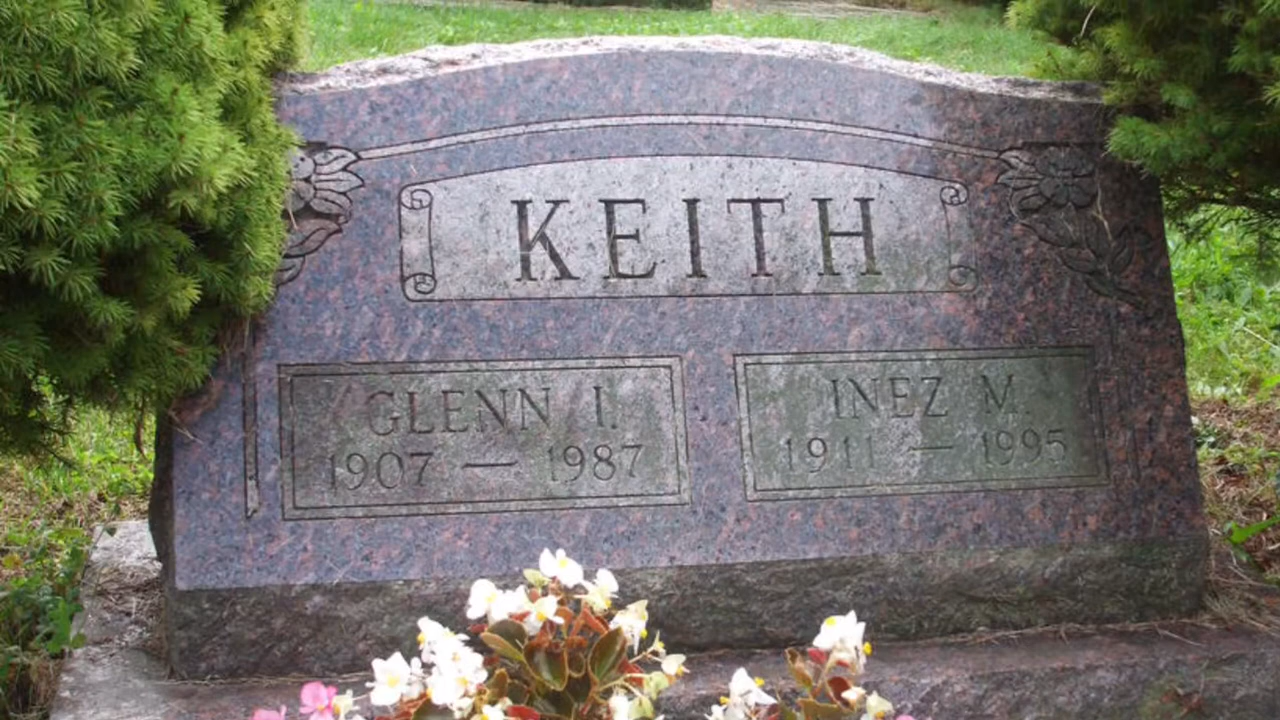 KEITH
GLENN I.
1907 — 1987
INEZ M.
1911 — 1995